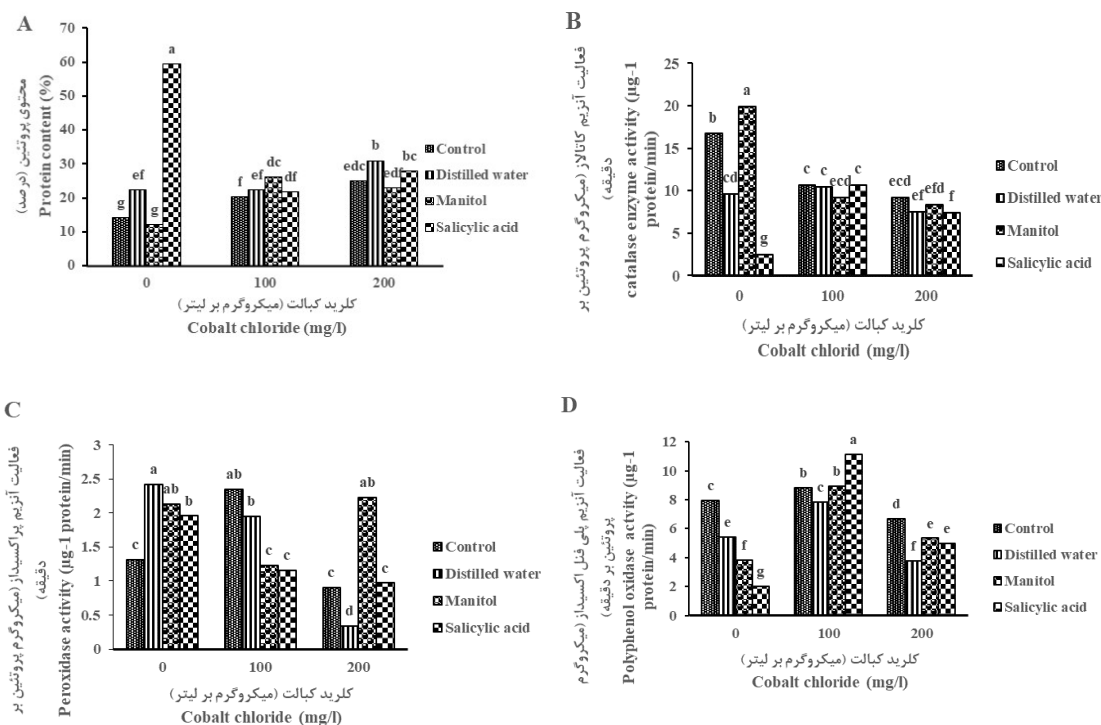 A
محتوی پروتئین (درصد)
Protein content (%)
70
60
50
40
30
20
10
0
g
ef
g
a
f
ef
dc
df
edc
b
edf
bc
0
100
200
Control
Distilled water
Manitol
Salicylic acid
کلرید کبالت (میکروگرم بر لیتر)
Cobalt chloride (mg/l)
B
فعالیت آنزیم کاتالاز (میکروگرم پروتئین بر
دقیقه)
catalase enzyme activity (µg-1
protein/min)
25
20
15
10
5
0
b
cd
a
g
c
c
ecd
c
ecd
ef
efd
f
0
100
200
Control
Distilled water
Manitol
Salicylic acid
کلرید کبالت (میکروگرم بر لیتر)
Cobalt chlorid (mg/l)
C
فعالیت آنزیم پراکسیداز (میکروگرم پروتئین بر
دقیقه)
Peroxidase activity (µg-1 protein/min)
3
2.5
2
1.5
1
0.5
0
c
a
ab
b
ab
b
c
c
c
d
ab
c
0
100
200
Control
Distilled water
Manitol
Salicylic acid
کلرید کبالت (میکروگرم بر لیتر)
Cobalt chloride (mg/l)
D
فعالیت آنزیم پلی فنل اکسیداز (میکروگرم
پروتئین بر دقیقه)
Polyphenol oxidase actvity (µg-1
protein/min)
12
10
8
6
4
2
0
c
e
f
g
b
c
b
a
d
f
e
e
0
100
200
Control
Distilled water
Manitol
Salicylic acid
کلرید کبالت (میکروگرم بر لیتر)
Cobalt chloride (mg/l)